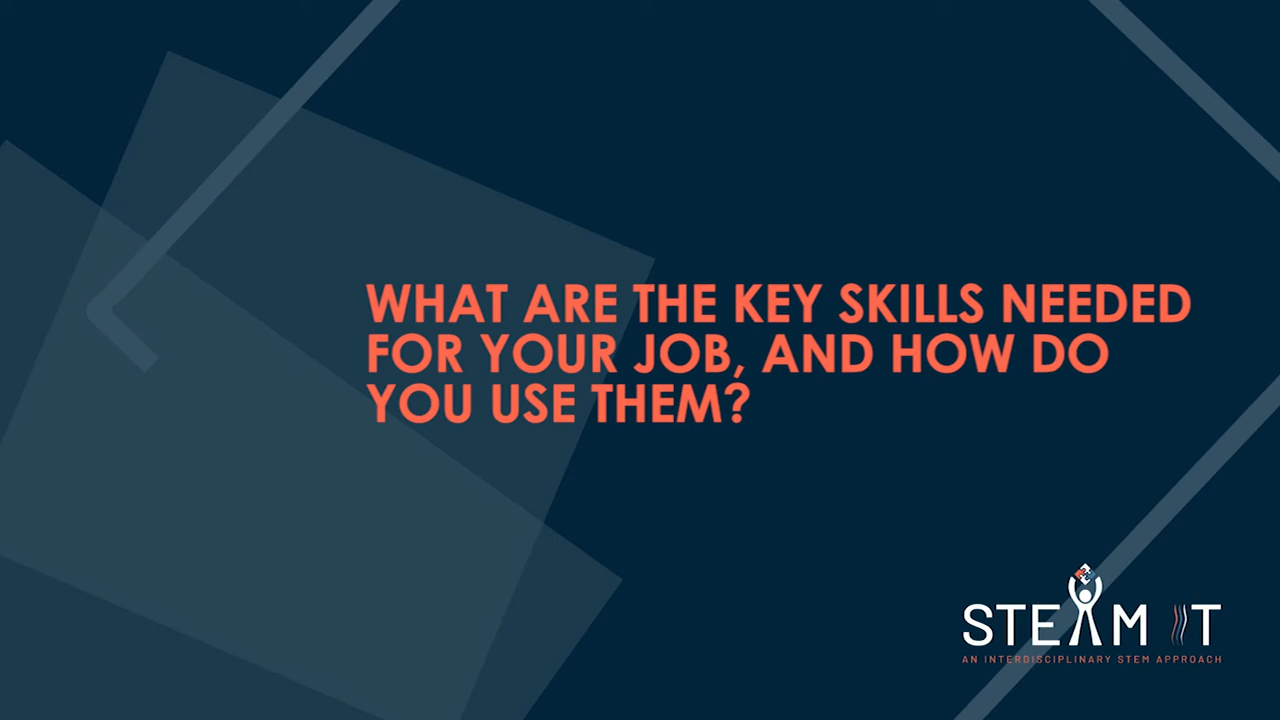 WHAT ARE THE KEY SKILLS NEEDED
FOR YOUR JOB, AND HOW DO
YOU USE THEM?
STEAM IT
AN INTERDISCIPLINARY STEM APPROACH